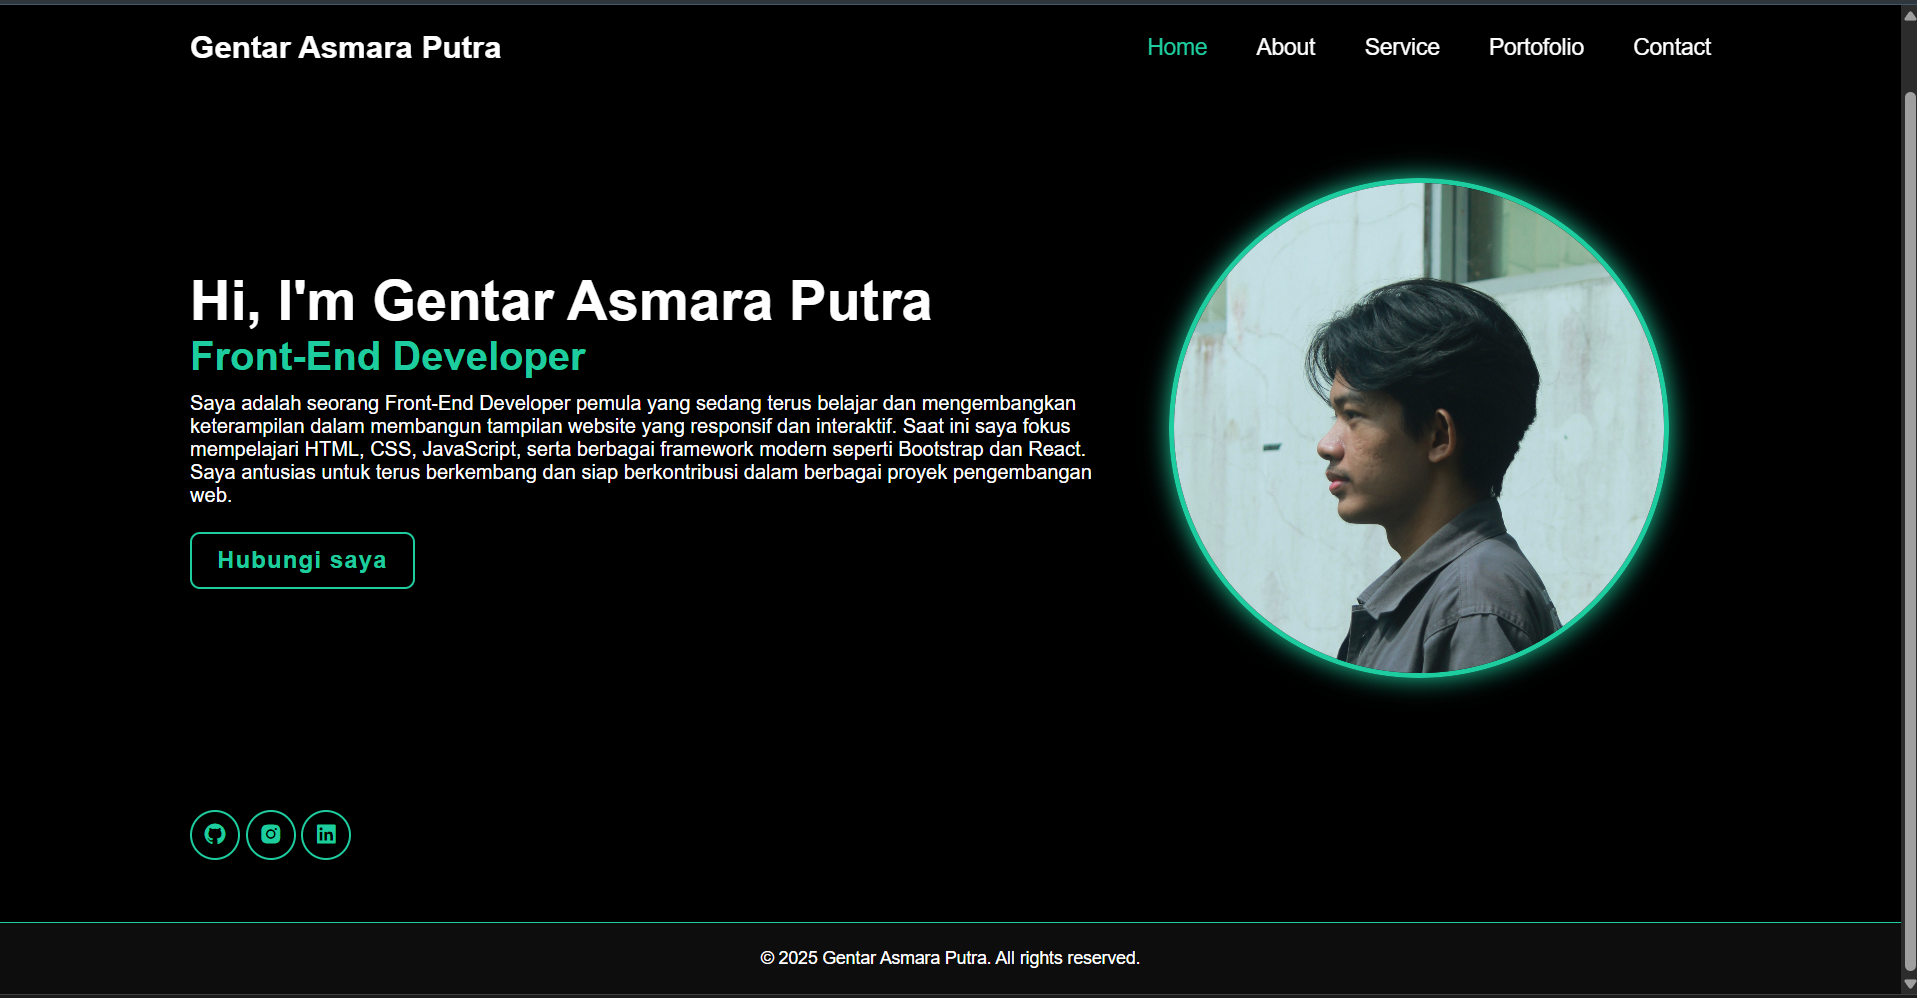 Gentar Asmara Putra
Home About Service Portofolio Contact
Hi, I'm Gentar Asmara Putra
Front-End Developer
Saya adalah seorang Front-End Developer pemula yang sedang terus belajar dan mengembangkan
keterampilan dalam membangun tampilan website yang responsif dan interaktif. Saat ini saya fokus
mempelajari HTML, CSS, JavaScript, serta berbagai framework modern seperti Bootstrap dan React.
Saya antusias untuk terus berkembang dan siap berkontribusi dalam berbagai proyek pengembangan
web.
Hubungi saya
in
© 2025 Gentar Asmara Putra. All rights reserved.